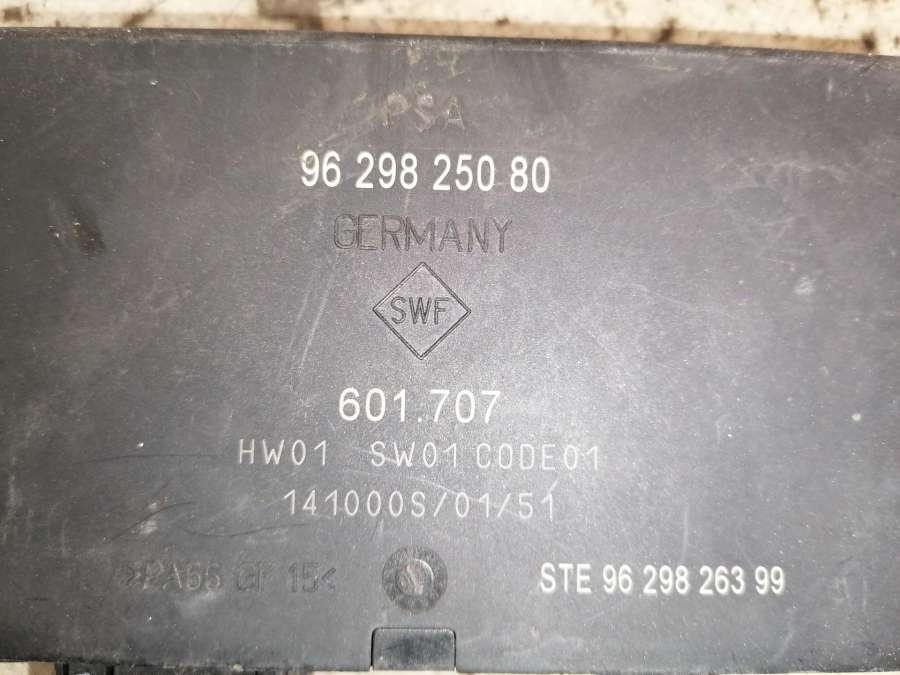 PSA
96 298 250 80
GERMANY
SWF
601.707
HW01 SW01 CODE01
141000S/01/51
>PA66 GF 15<
STE 96 298 263 99